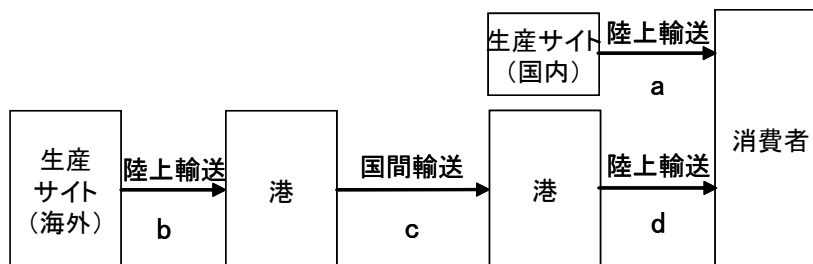 生産サイト
（国内）
陸上輸送
a
消費者
生産
サイト
（海外）
陸上輸送
b
港
国間輸送
c
港
陸上輸送
d